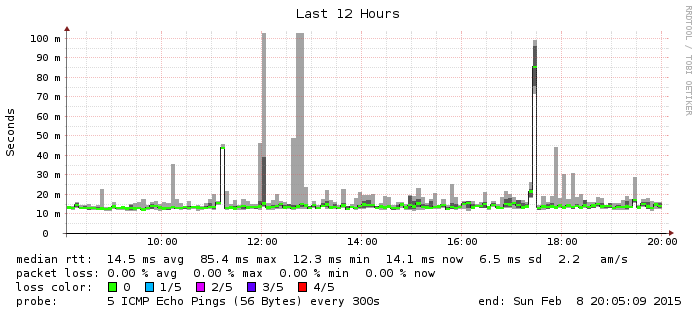 Last 12 Hours
RRDTOOL / TOBI OETIKER
Seconds
100 m
90 m
80 m
70 m
60 m
50 m
40 m
30 m
20 m
10 m
0
10:00 12:00 14:00 16:00 18:00 20:00
median rtt: 14.5 ms avg 85.4 ms max 12.3 ms min 14.1 ms now 6.5 ms sd 2.2 am/s
packet loss: 0.00 % avg 0.00 % max 0.00 % min 0.00 % now
loss color: 0 1/5 2/5 3/5 4/5
probe: 5 ICMP Echo Pings (56 Bytes) every 300s end: Sun Feb 8 20:05:09 2015